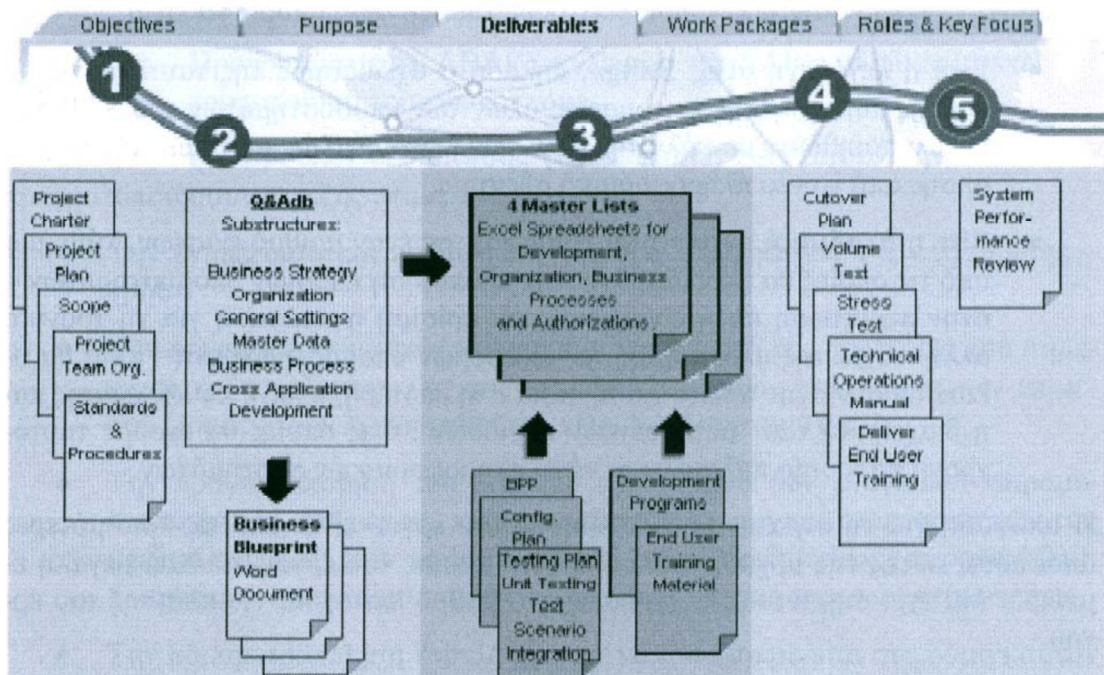 Objectives
Purpose
Deliverables
Work Packages
Roles & Key Focus
1
2
3
4
5
Project
Charter
Project
Plan
Scope
Project
Team Org.
Standards
&
Procedures
Q&Adb
Substructures:
Business Strategy
Organization
General Settings
Master Data
Business Process
Cross Application
Development
Business
Blueprint
Word
Document
4 Master Lists
Excel Spreadsheets for
Development,
Organization, Business
Processes
and Authorizations
BPP
Config.
Plan
Testing Plan
Unit Testing
Test
Scenario
Integration
Development
Programs
End User
Training
Material
Cutover
Plan
Volume
Test
Stress
Test
Technical
Operations
Manual
Deliver
End User
Training
System
Perfor-
mance
Review